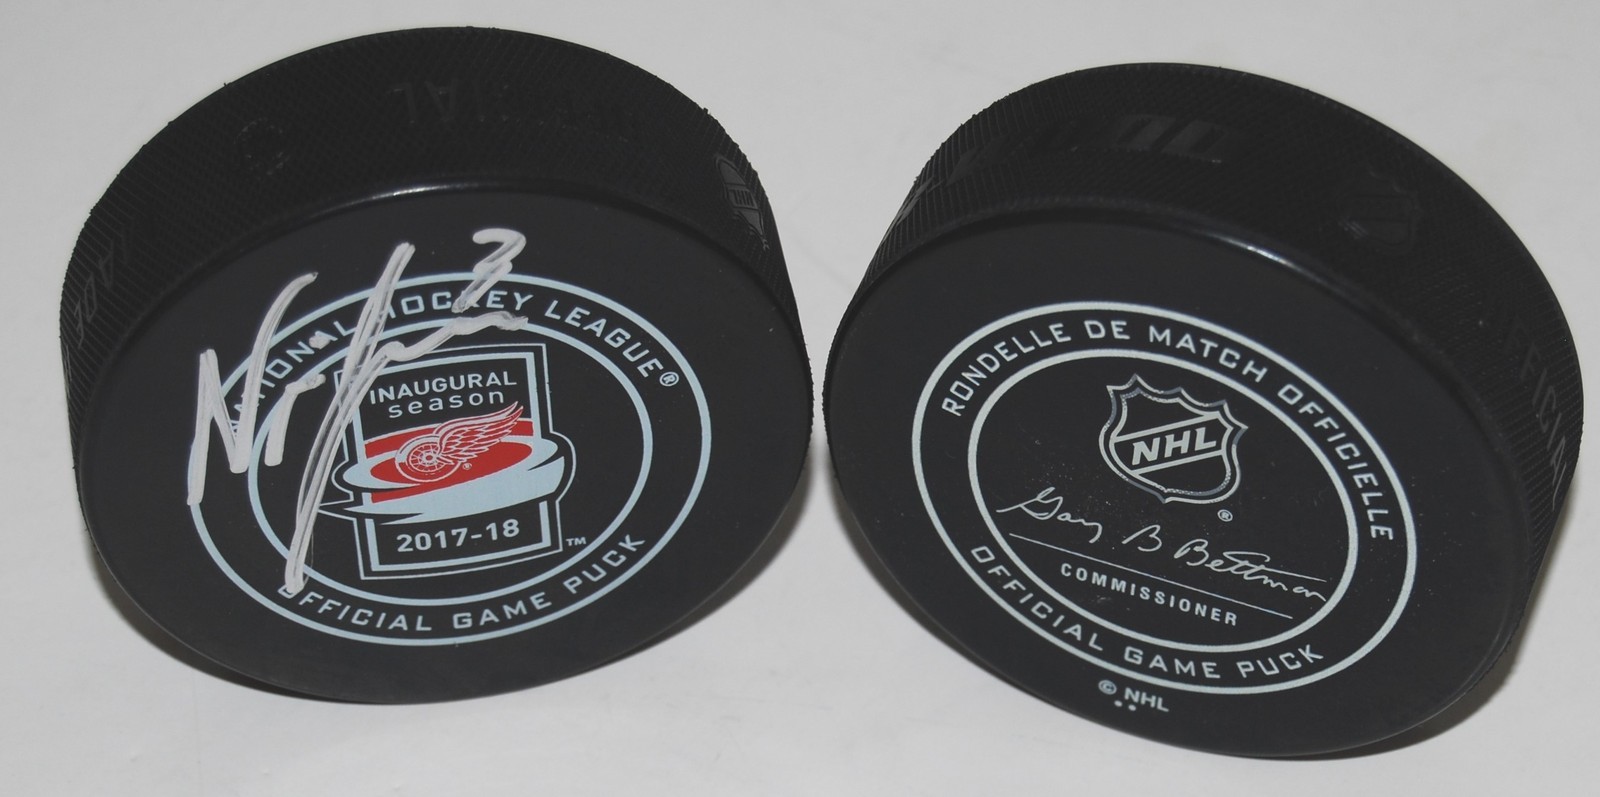 NATIONAL HOCKEY LEAGUE®
INAUGURAL
season
®
2017-18
™
OFFICIAL GAME PUCK
RONDELLE DE MATCH OFFICIELLE
NHL
®
Gary B Bettman
COMMISSIONER
OFFICIAL GAME PUCK
© NHL